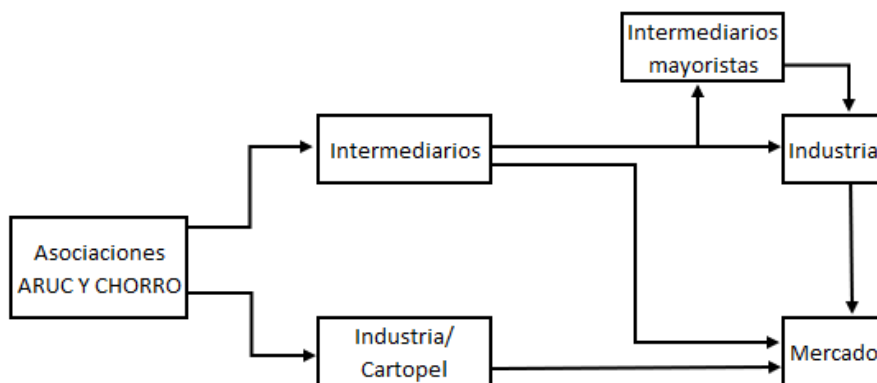 Intermediarios
mayoristas
Intermediarios
Industria
Asociaciones
ARUC Y CHORRO
Industria/
Cartopel
Mercado